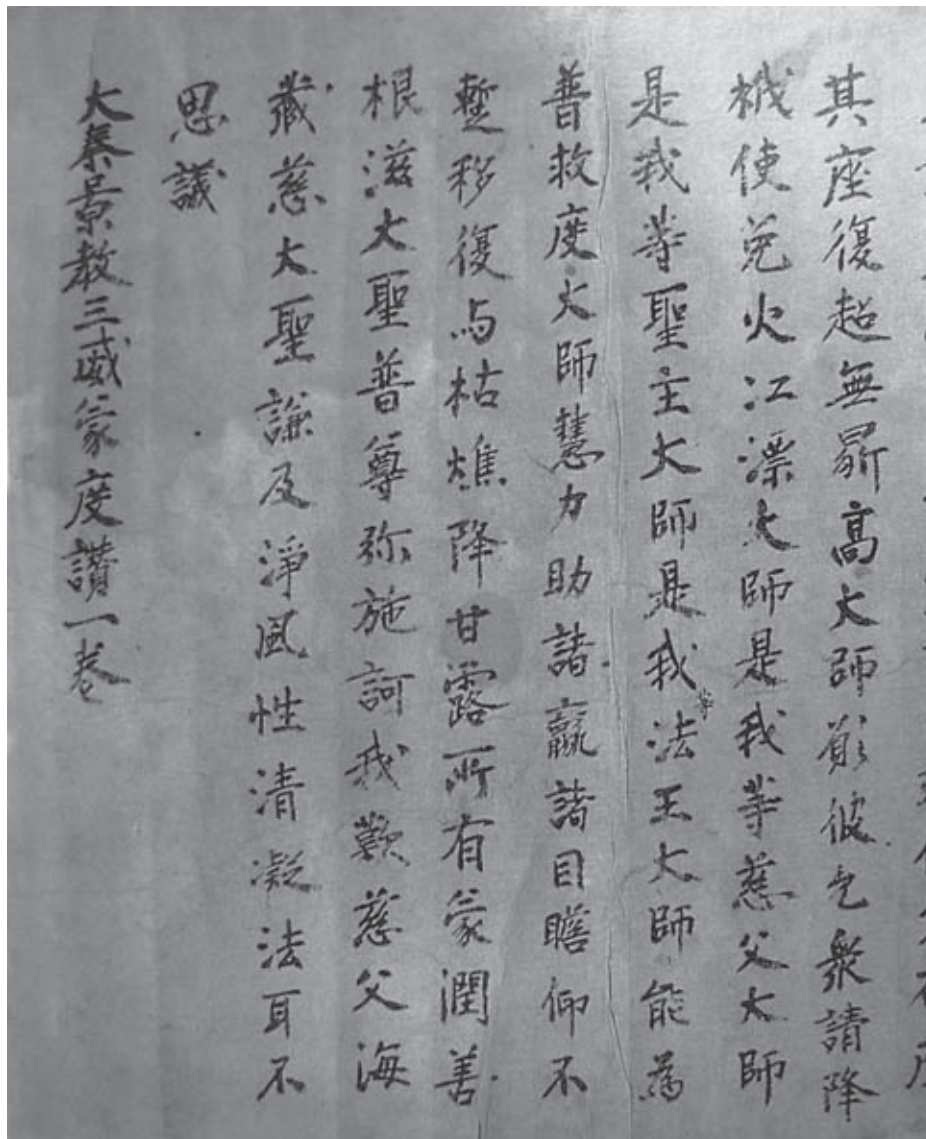 其座復超無高大師願彼乞衆請降
栰使免火江漂大師是我等慈父大師
是我等聖主大師是我等法王大師能為
普救度大師慧力助諸羸諸目瞻仰不
蹔移復与枯燋降甘露所有蒙潤善
根滋大聖普尊弥施訶我歎慈父海
藏慈大聖謙及淨風性清凝法耳不
思議
大秦景教三威蒙度讚一卷